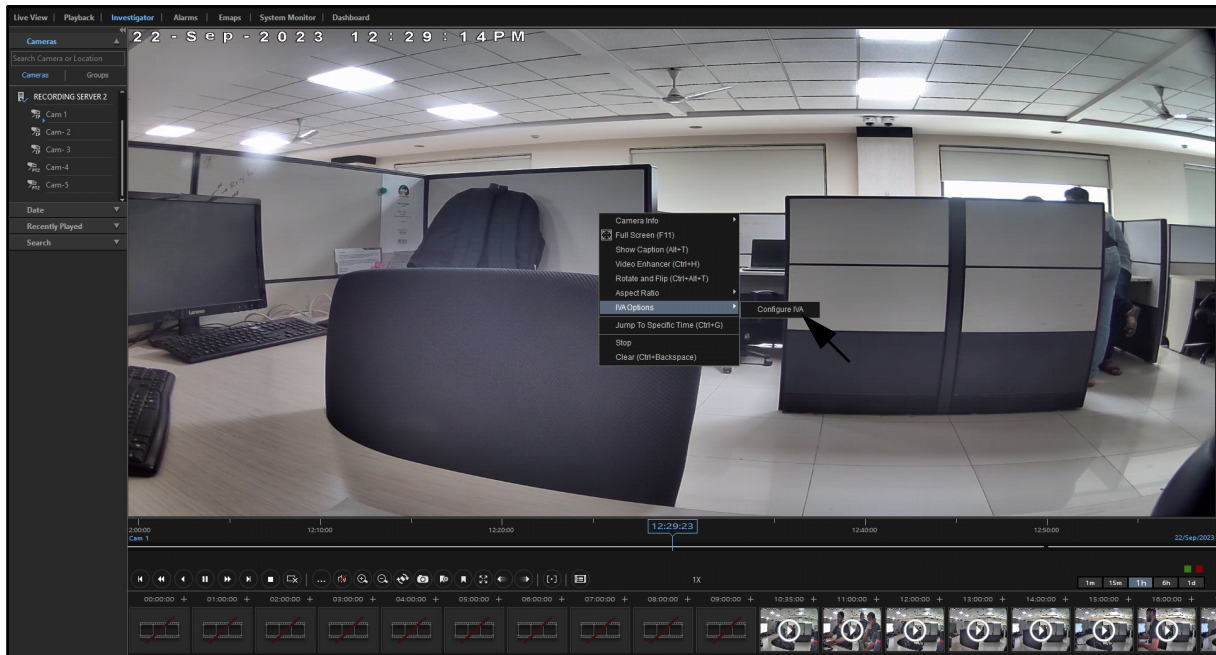 Live View | Playback | Investigator | Alarms | Emaps | System Monitor | Dashboard
Cameras
Search Camera or Location
Cameras | Groups
RECORDING SERVER 2
Cam 1
Cam- 2
Cam- 3
Cam-4
Cam-5
Date
Recently Played
Search
22-Sep-2023 12:29:14PM
Camera Info
Full Screen (F11)
Show Caption (Alt+T)
Video Enhancer (Ctrl+H)
Rotate and Flip (Ctrl+Alt+T)
Aspect Ratio
IVA Options
Configure IVA
Jump To Specific Time (Ctrl+G)
Stop
Clear (Ctrl+Backspace)
Lenovo
2:00:00 12:10:00 12:20:00 12:29:23 12:40:00 12:50:00
Cam 1 22/Sep/2023
1X
1m 15m 1h 6h 1d
00:00:00 + 01:00:00 + 02:00:00 + 03:00:00 + 04:00:00 + 05:00:00 + 06:00:00 + 07:00:00 + 08:00:00 + 09:00:00 + 10:35:00 + 11:00:00 + 12:00:00 + 13:00:00 + 14:00:00 + 15:00:00 + 16:00:00 +